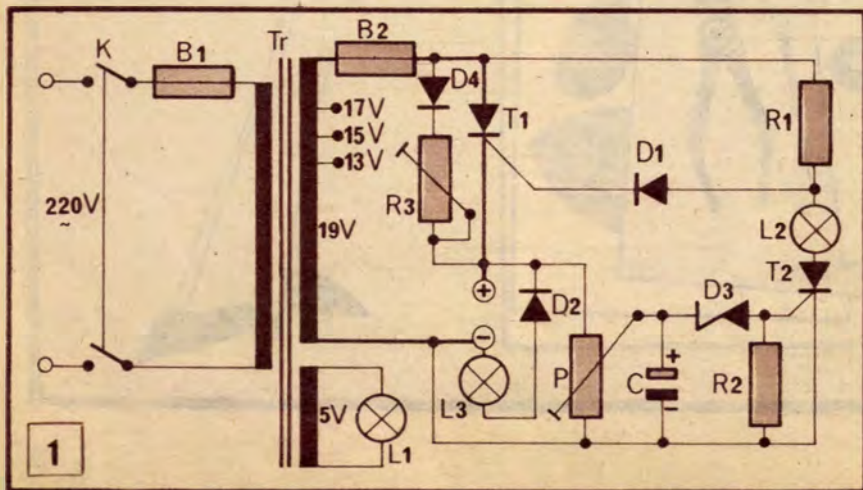 K
B1
Tr
B2
D4
17V
15V
13V
T1
R1
D1
220V
~
R3
19V
L2
T2
+
D2
D3
−
P
+
C
−
R2
L3
5V
L1
1